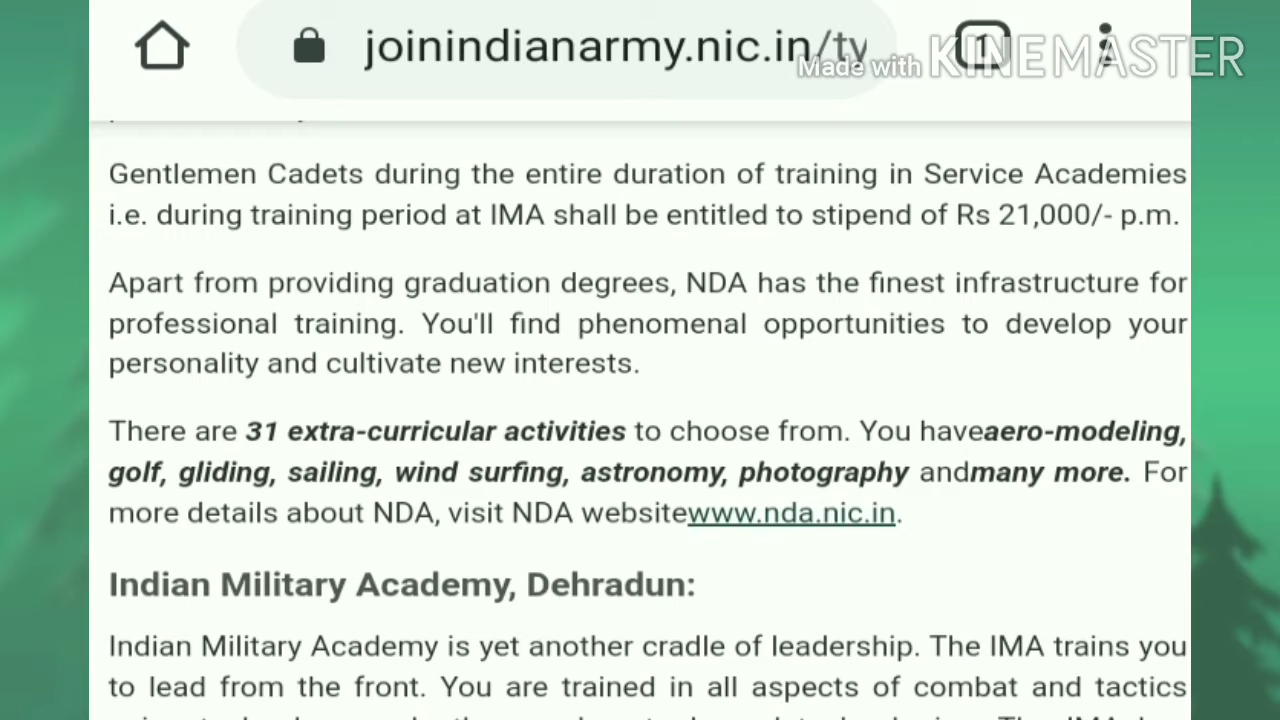 joinindianarmy.nic.in/ty
1
Made with KINEMASTER
Gentlemen Cadets during the entire duration of training in Service Academies
i.e. during training period at IMA shall be entitled to stipend of Rs 21,000/- p.m.
Apart from providing graduation degrees, NDA has the finest infrastructure for
professional training. You'll find phenomenal opportunities to develop your
personality and cultivate new interests.
There are 31 extra-curricular activities to choose from. You haveaero-modeling,
golf, gliding, sailing, wind surfing, astronomy, photography andmany more. For
more details about NDA, visit NDA websitewww.nda.nic.in.
Indian Military Academy, Dehradun:
Indian Military Academy is yet another cradle of leadership. The IMA trains you
to lead from the front. You are trained in all aspects of combat and tactics